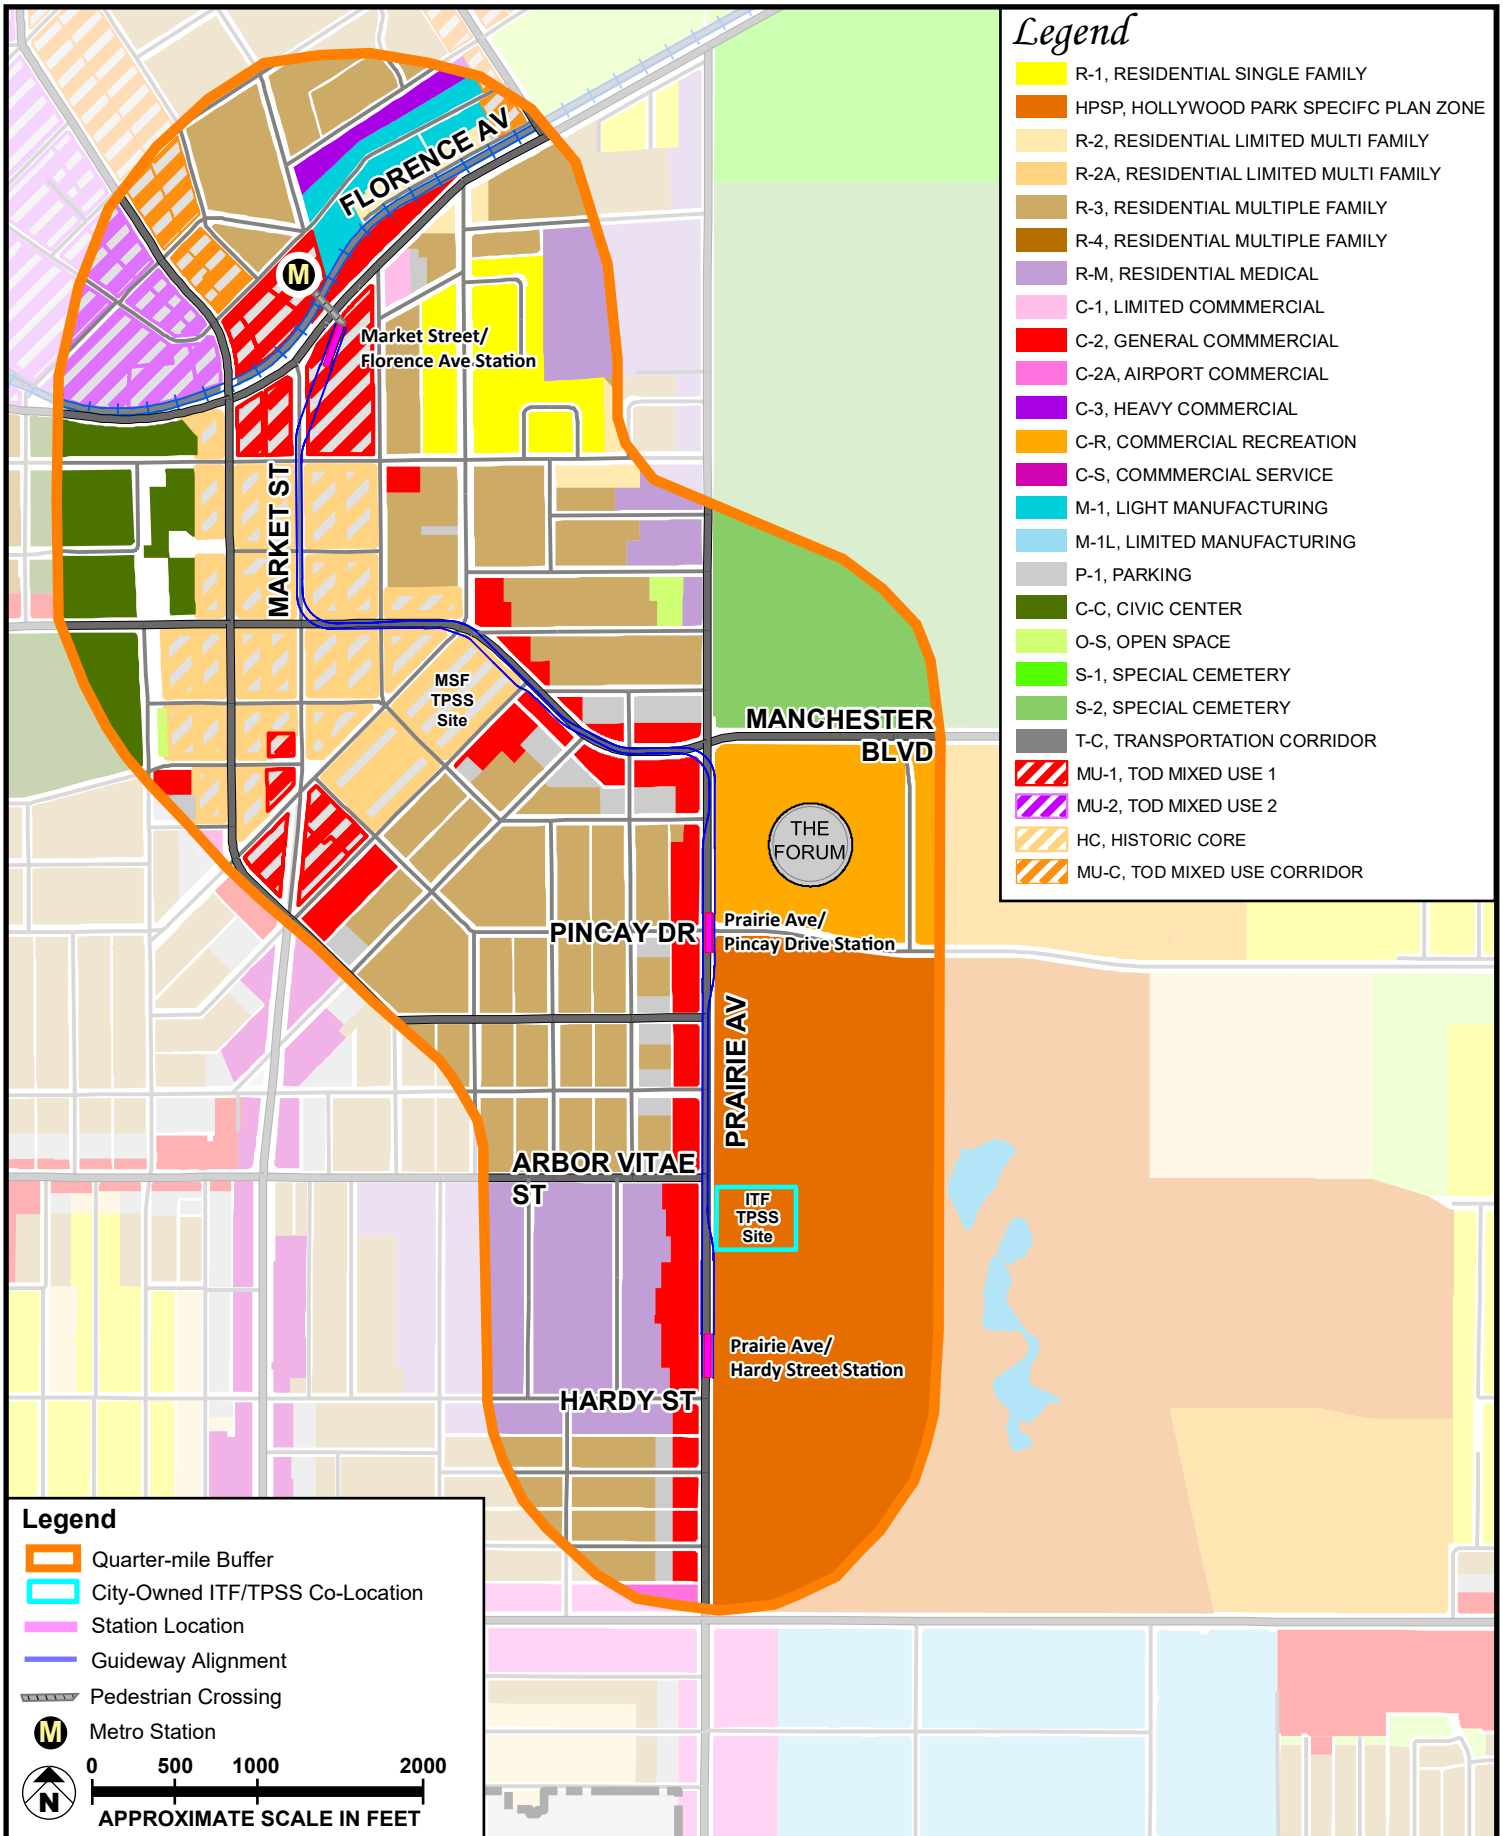 Legend
R-1, RESIDENTIAL SINGLE FAMILY
HPSP, HOLLYWOOD PARK SPECIFC PLAN ZONE
R-2, RESIDENTIAL LIMITED MULTI FAMILY
R-2A, RESIDENTIAL LIMITED MULTI FAMILY
R-3, RESIDENTIAL MULTIPLE FAMILY
R-4, RESIDENTIAL MULTIPLE FAMILY
R-M, RESIDENTIAL MEDICAL
C-1, LIMITED COMMMERCIAL
C-2, GENERAL COMMMERCIAL
C-2A, AIRPORT COMMERCIAL
C-3, HEAVY COMMERCIAL
C-R, COMMERCIAL RECREATION
C-S, COMMMERCIAL SERVICE
M-1, LIGHT MANUFACTURING
M-1L, LIMITED MANUFACTURING
P-1, PARKING
C-C, CIVIC CENTER
O-S, OPEN SPACE
S-1, SPECIAL CEMETERY
S-2, SPECIAL CEMETERY
T-C, TRANSPORTATION CORRIDOR
MU-1, TOD MIXED USE 1
MU-2, TOD MIXED USE 2
HC, HISTORIC CORE
MU-C, TOD MIXED USE CORRIDOR
FLORENCE AV
M
Market Street/
Florence Ave Station
MARKET ST
MSF
TPSS
Site
MANCHESTER
BLVD
THE
FORUM
PINCAY DR
Prairie Ave/
Pincay Drive Station
PRAIRIE AV
ARBOR VITAE
ST
ITF
TPSS
Site
Prairie Ave/
Hardy Street Station
HARDY ST
Legend
Quarter-mile Buffer
City-Owned ITF/TPSS Co-Location
Station Location
Guideway Alignment
Pedestrian Crossing
M
Metro Station
0 500 1000 2000
N
APPROXIMATE SCALE IN FEET